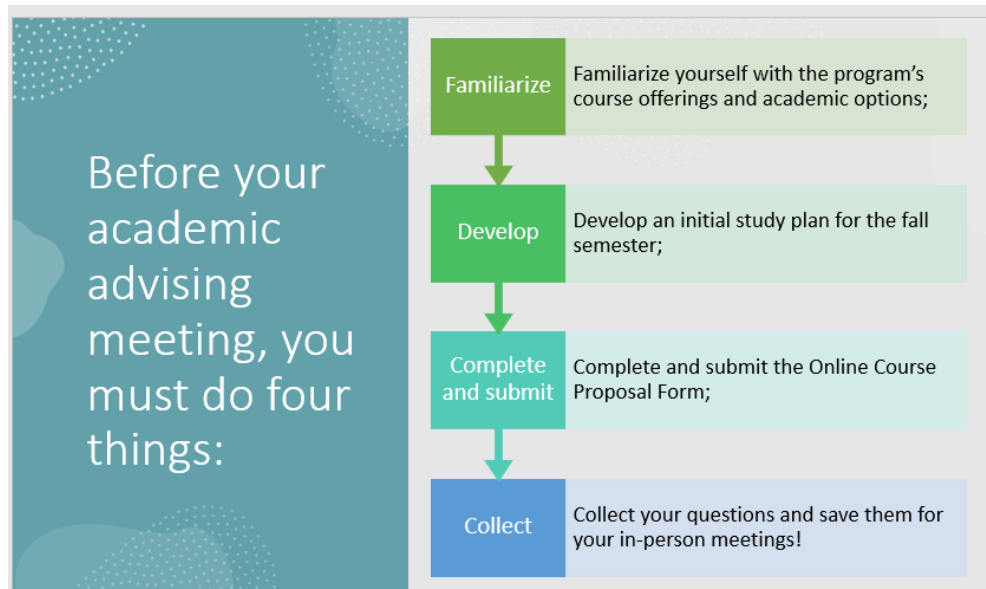 Before your
academic
advising
meeting, you
must do four
things:
Familiarize
Familiarize yourself with the program’s
course offerings and academic options;
Develop
Develop an initial study plan for the fall
semester;
Complete
and submit
Complete and submit the Online Course
Proposal Form;
Collect
Collect your questions and save them for
your in-person meetings!